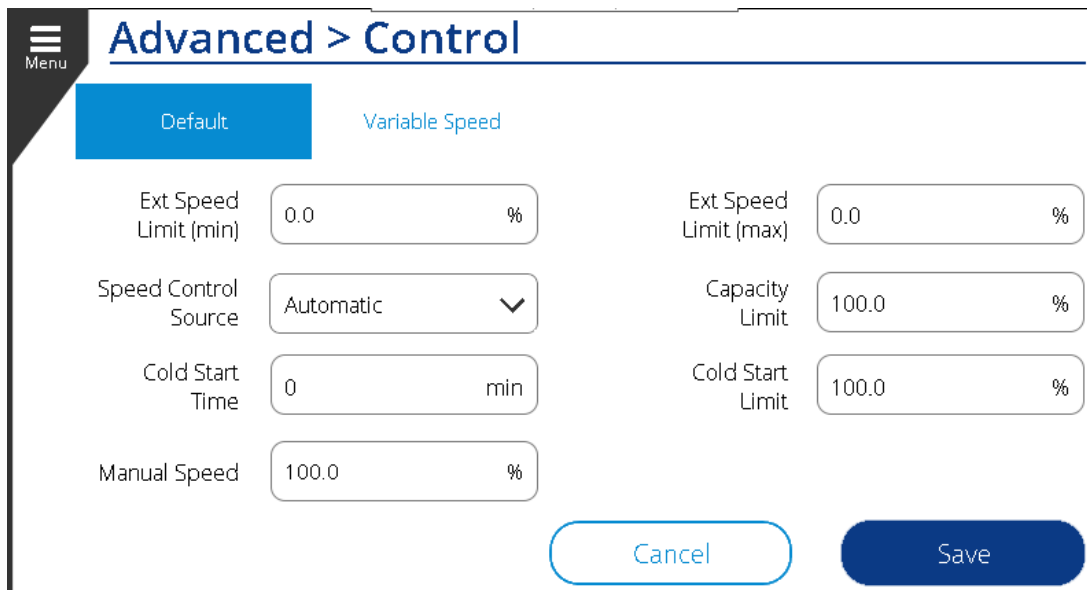 Menu
Advanced > Control
Default
Variable Speed
Ext Speed
Limit (min)
0.0 %
Ext Speed
Limit (max)
0.0 %
Speed Control
Source
Automatic
Capacity
Limit
100.0 %
Cold Start
Time
0 min
Cold Start
Limit
100.0 %
Manual Speed
100.0 %
Cancel
Save